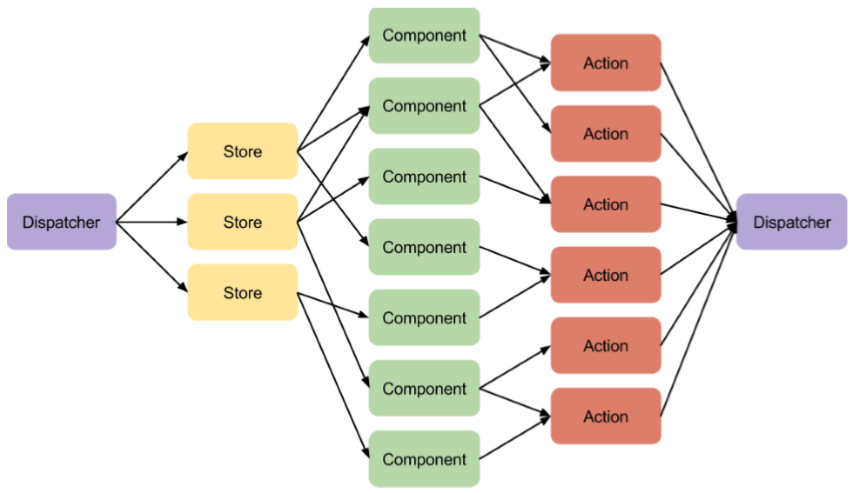 Dispatcher
Store
Store
Store
Component
Component
Component
Component
Component
Component
Component
Action
Action
Action
Action
Action
Action
Dispatcher